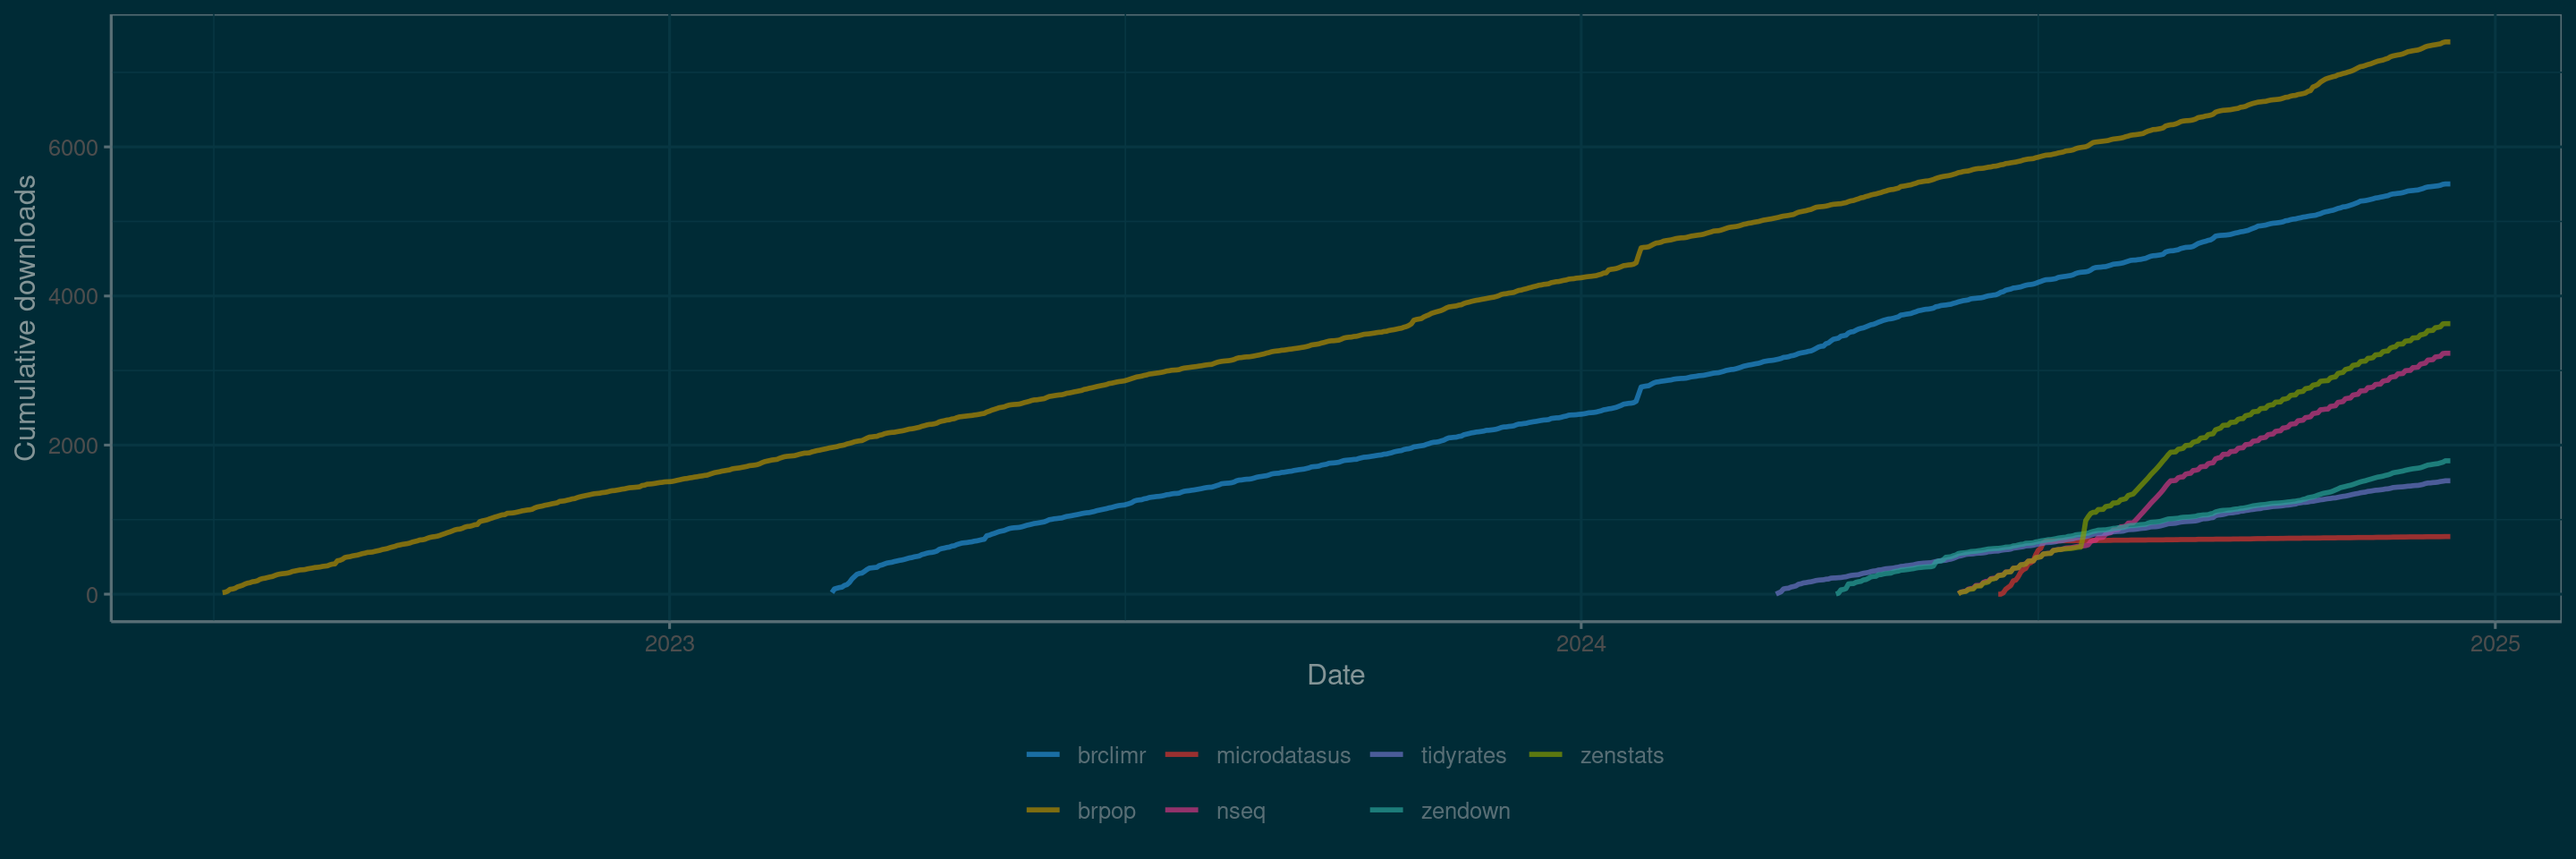 Cumulative downloads
6000
4000
2000
0
2023 2024 2025
Date
brclimr microdatasus tidyrates zenstats
brpop nseq zendown